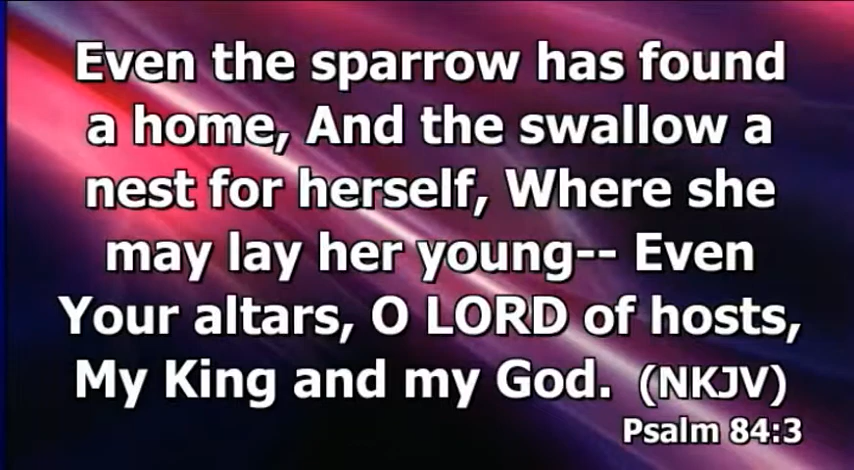 Even the sparrow has found
a home, And the swallow a
nest for herself, Where she
may lay her young-- Even
Your altars, O LORD of hosts,
My King and my God. (NKJV)
Psalm 84:3